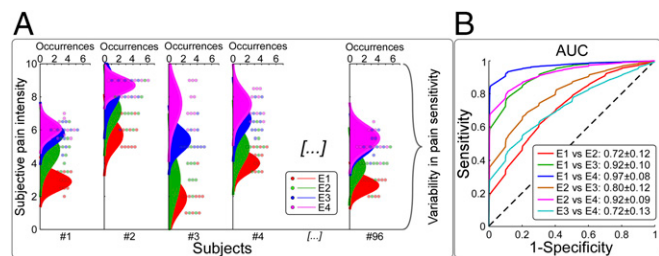 A
Occurrences Occurrences Occurrences Occurrences Occurrences
0 2 4 6 8 0 2 4 6 8 0 2 4 6 8 0 2 4 6 8 0 2 4 6 8
Subjective pain intensity
10
8
6
4
2
0
[...]
E1
E2
E3
E4
#1 #2 #3 #4 [...] #96
Subjects
Variability in pain sensitivity
B
AUC
Sensitivity
1
0.8
0.6
0.4
0.2
0
E1 vs E2: 0.72±0.12
E1 vs E3: 0.92±0.10
E1 vs E4: 0.97±0.08
E2 vs E3: 0.80±0.12
E2 vs E4: 0.92±0.09
E3 vs E4: 0.72±0.13
0 0.2 0.4 0.6 0.8 1
1-Specificity